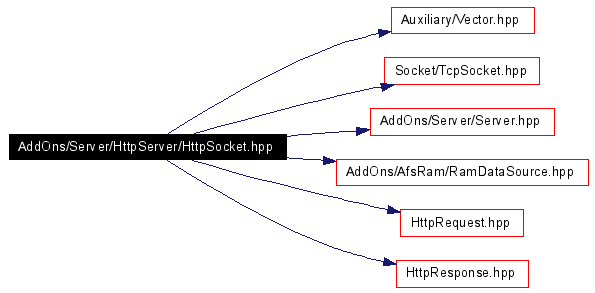 Auxiliary/Vector.hpp
Socket/TcpSocket.hpp
AddOns/Server/Server.hpp
AddOns/Server/HttpServer/HttpSocket.hpp
AddOns/AfsRam/RamDataSource.hpp
HttpRequest.hpp
HttpResponse.hpp